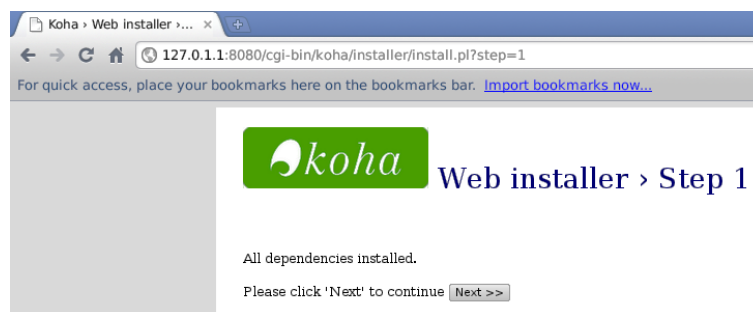 Koha › Web installer ›... ×
127.0.1.1:8080/cgi-bin/koha/installer/install.pl?step=1
For quick access, place your bookmarks here on the bookmarks bar. Import bookmarks now...
koha Web installer › Step 1
All dependencies installed.
Please click 'Next' to continue Next >>